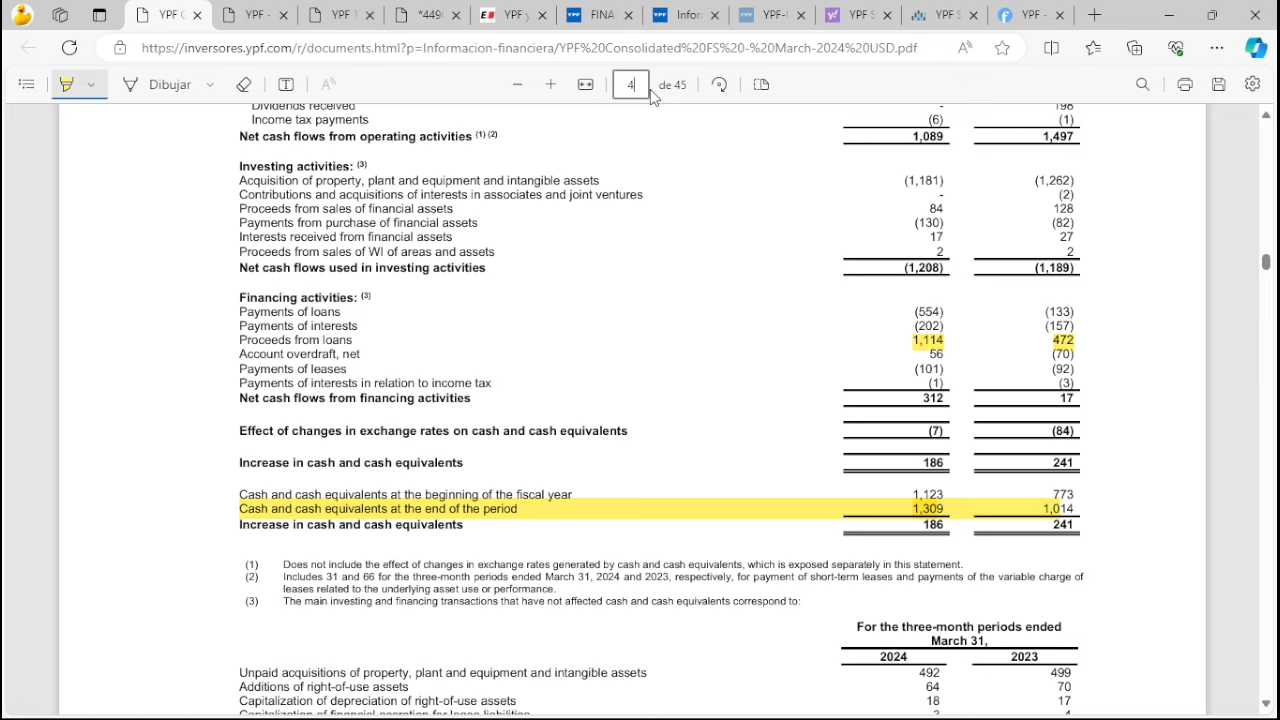 YPF C
YPF -
YPF 1
*449
YPF y
FINA
Infor
YPF-U
YPF S
YPF S
YPF -
https://inversores.ypf.com/r/documents.html?p=Informacion-financiera/YPF%20Consolidated%20FS%20-%20March-2024%20USD.pdf
Dibujar
4 de 45
Dividends received - 198
Income tax payments (6) (1)
Net cash flows from operating activities (1) (2) 1,089 1,497
Investing activities: (3)
Acquisition of property, plant and equipment and intangible assets (1,181) (1,262)
Contributions and acquisitions of interests in associates and joint ventures - (2)
Proceeds from sales of financial assets 84 128
Payments from purchase of financial assets (130) (82)
Interests received from financial assets 17 27
Proceeds from sales of WI of areas and assets 2 2
Net cash flows used in investing activities (1,208) (1,189)
Financing activities: (3)
Payments of loans (554) (133)
Payments of interests (202) (157)
Proceeds from loans 1,114 472
Account overdraft, net 56 (70)
Payments of leases (101) (92)
Payments of interests in relation to income tax (1) (3)
Net cash flows from financing activities 312 17
Effect of changes in exchange rates on cash and cash equivalents (7) (84)
Increase in cash and cash equivalents 186 241
Cash and cash equivalents at the beginning of the fiscal year 1,123 773
Cash and cash equivalents at the end of the period 1,309 1,014
Increase in cash and cash equivalents 186 241
(1) Does not include the effect of changes in exchange rates generated by cash and cash equivalents, which is exposed separately in this statement.
(2) Includes 31 and 66 for the three-month periods ended March 31, 2024 and 2023, respectively, for payment of short-term leases and payments of the variable charge of
leases related to the underlying asset use or performance.
(3) The main investing and financing transactions that have not affected cash and cash equivalents correspond to:
For the three-month periods ended
March 31,
2024 2023
Unpaid acquisitions of property, plant and equipment and intangible assets 492 499
Additions of right-of-use assets 64 70
Capitalization of depreciation of right-of-use assets 18 17
Capitalization of financial accretion for lease liabilities 3 4